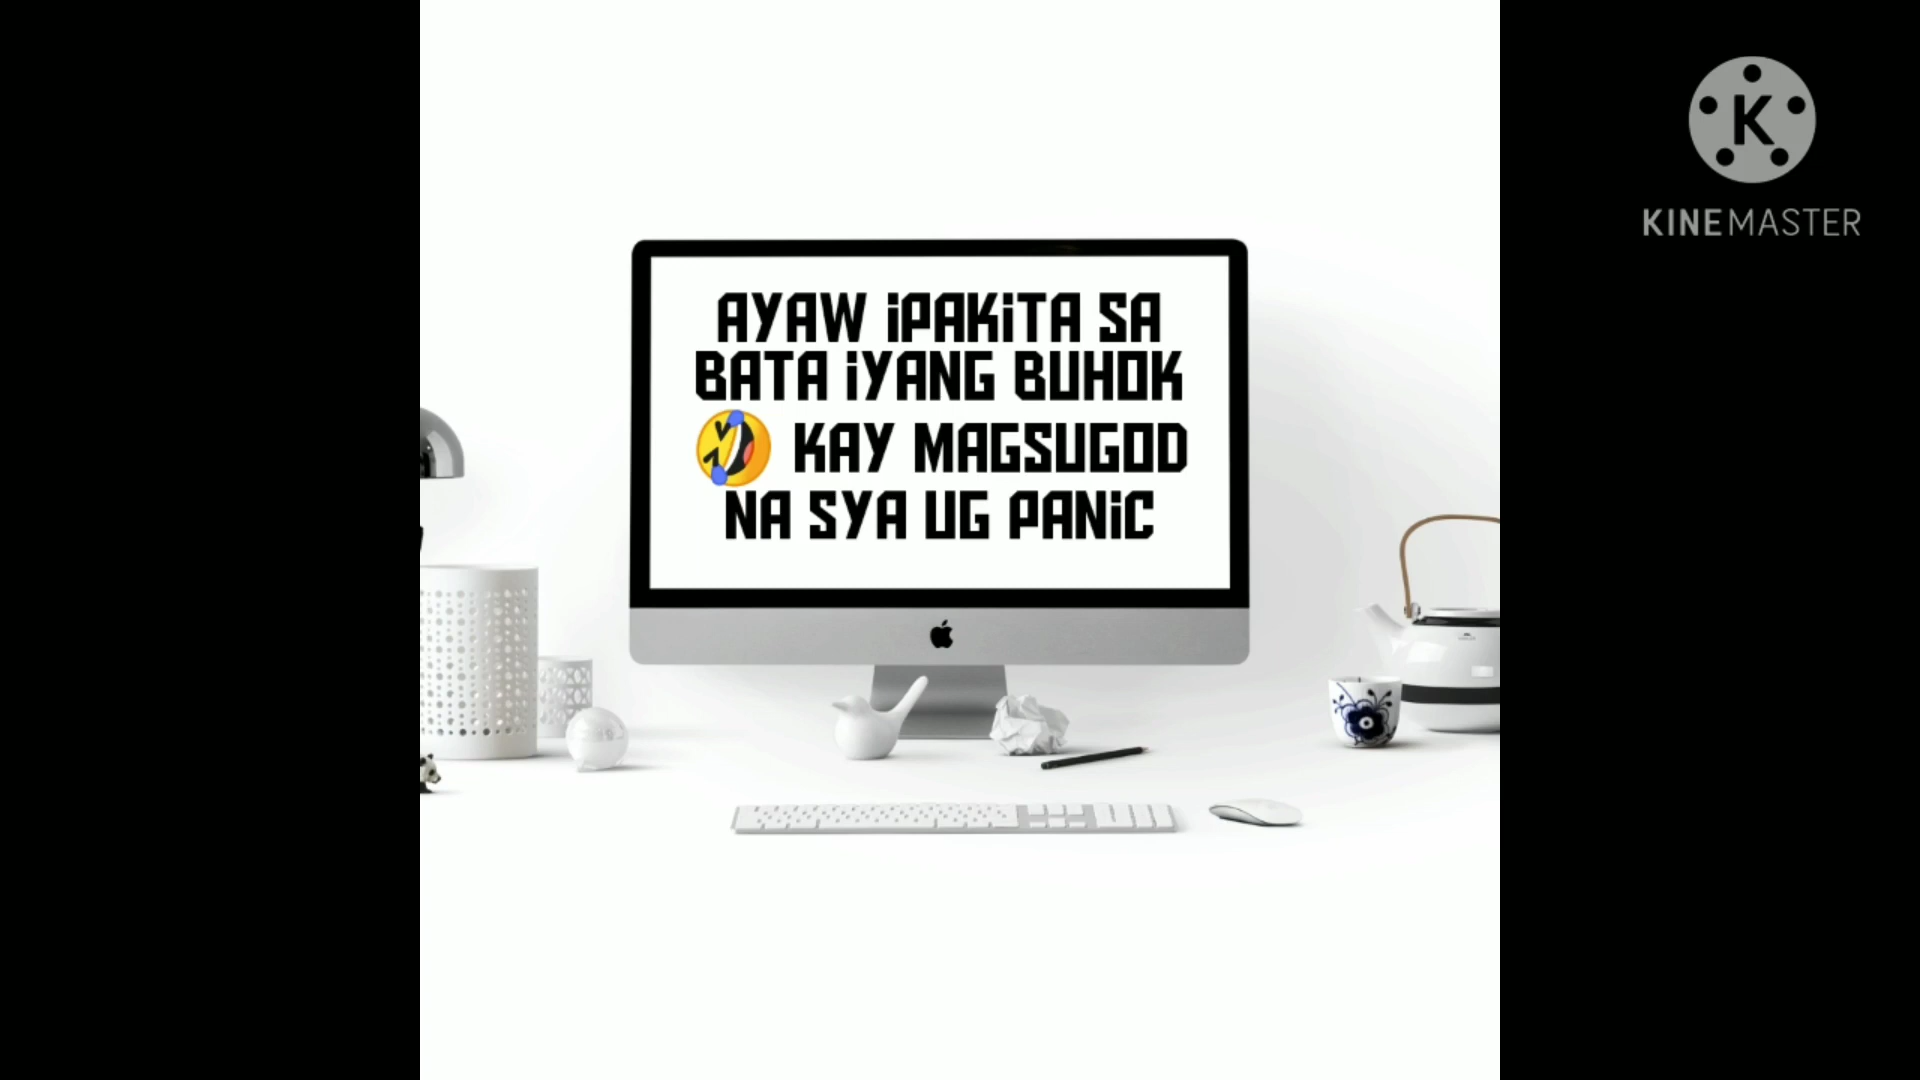 AYAW iPAKiTA SA
BATA iYANG BUHOK
🤣 KAY MAGSUGOD
NA SYA UG PANiC
K
KINEMASTER